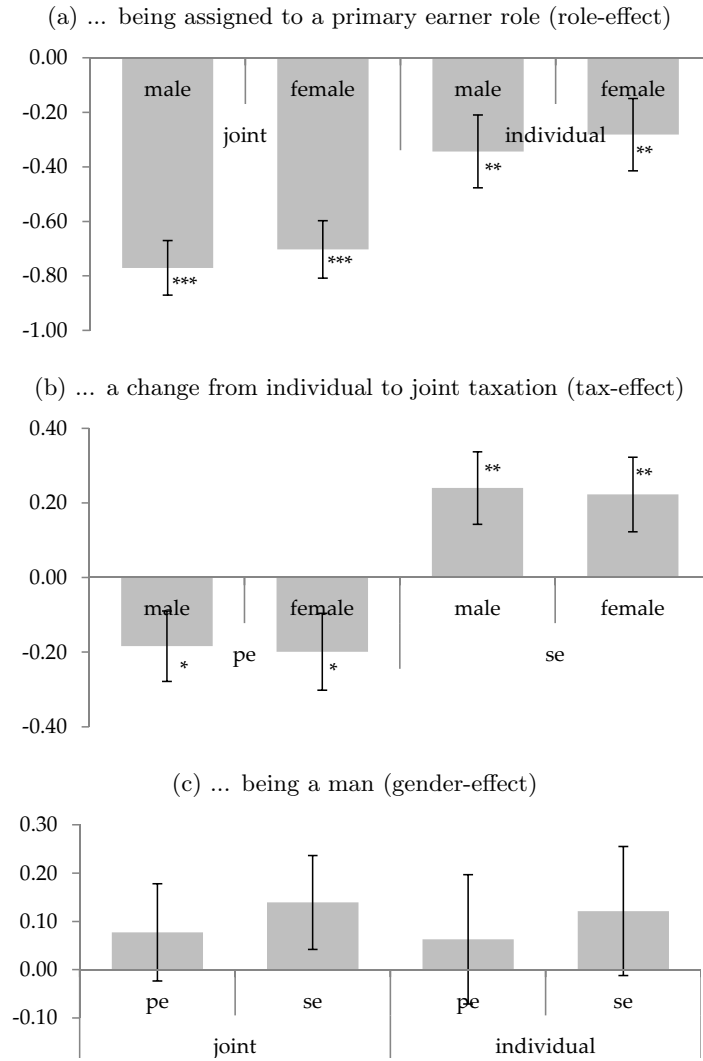 (a) ... being assigned to a primary earner role (role-effect)
0.00
male female male female
-0.20
joint individual
-0.40
** **
-0.60
-0.80
*** ***
-1.00
(b) ... a change from individual to joint taxation (tax-effect)
0.40
** **
0.20
0.00
male female male female
-0.20
pe se
* *
-0.40
(c) ... being a man (gender-effect)
0.30
0.20
0.10
0.00
pe se pe se
-0.10
joint individual